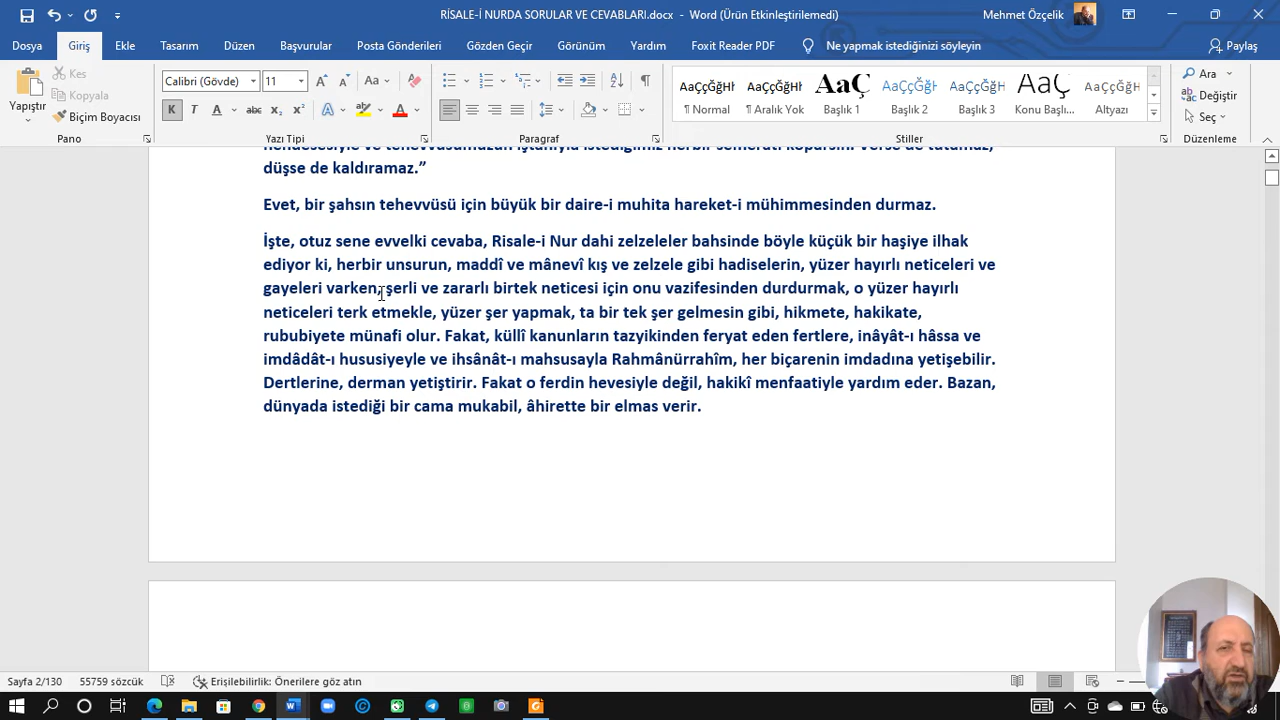 RİSALE-İ NURDA SORULAR VE CEVABLARI.docx - Word (Ürün Etkinleştirilemedi)
Mehmet Özçelik
Dosya Giriş Ekle Tasarım Düzen Başvurular Posta Gönderileri Gözden Geçir Görünüm Yardım Foxit Reader PDF Ne yapmak istediğinizi söyleyin Paylaş
Yapıştır
Kes
Kopyala
Biçim Boyacısı
Calibri (Gövde) 11
Aa
K T A abc x₂ x² A A
AaÇçĞğHł AaÇçĞğHł AaÇ AaÇçĞğł AaÇçĞğH AaÇ AaÇçĞğH
¶ Normal ¶ Aralık Yok Başlık 1 Başlık 2 Başlık 3 Konu Başlı... Altyazı
Ara
Değiştir
Seç
Pano Yazı Tipi Paragraf Stiller Düzenleme
düşse de kaldıramaz.”
Evet, bir şahsın tehevvüsü için büyük bir daire-i muhita hareket-i mühimmesinden durmaz.
İşte, otuz sene evvelki cevaba, Risale-i Nur dahi zelzeleler bahsinde böyle küçük bir haşiye ilhak
ediyor ki, herbir unsurun, maddî ve mânevî kış ve zelzele gibi hadiselerin, yüzer hayırlı neticeleri ve
gayeleri varken, şerli ve zararlı birtek neticesi için onu vazifesinden durdurmak, o yüzer hayırlı
neticeleri terk etmekle, yüzer şer yapmak, ta bir tek şer gelmesin gibi, hikmete, hakikate,
rububiyete münafi olur. Fakat, küllî kanunların tazyikinden feryat eden fertlere, inâyât-ı hâssa ve
imdâdât-ı hususiyeyle ve ihsânât-ı mahsusayla Rahmânürrahîm, her biçarenin imdadına yetişebilir.
Dertlerine, derman yetiştirir. Fakat o ferdin hevesiyle değil, hakikî menfaatiyle yardım eder. Bazan,
dünyada istediği bir cama mukabil, âhirette bir elmas verir.
Sayfa 2/130 55759 sözcük Erişilebilirlik: Önerilere göz atın